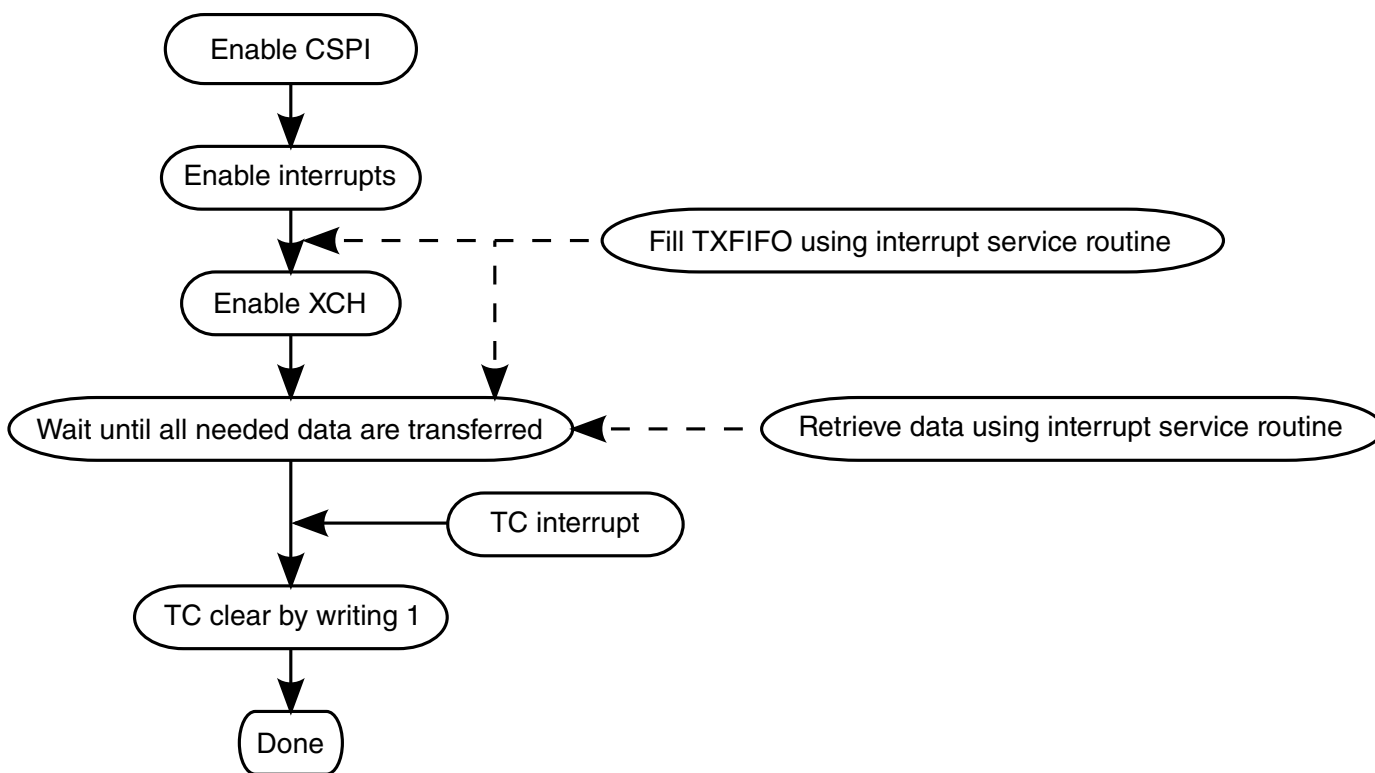 Enable CSPI
Enable interrupts
Fill TXFIFO using interrupt service routine
Enable XCH
Wait until all needed data are transferred
Retrieve data using interrupt service routine
TC interrupt
TC clear by writing 1
Done